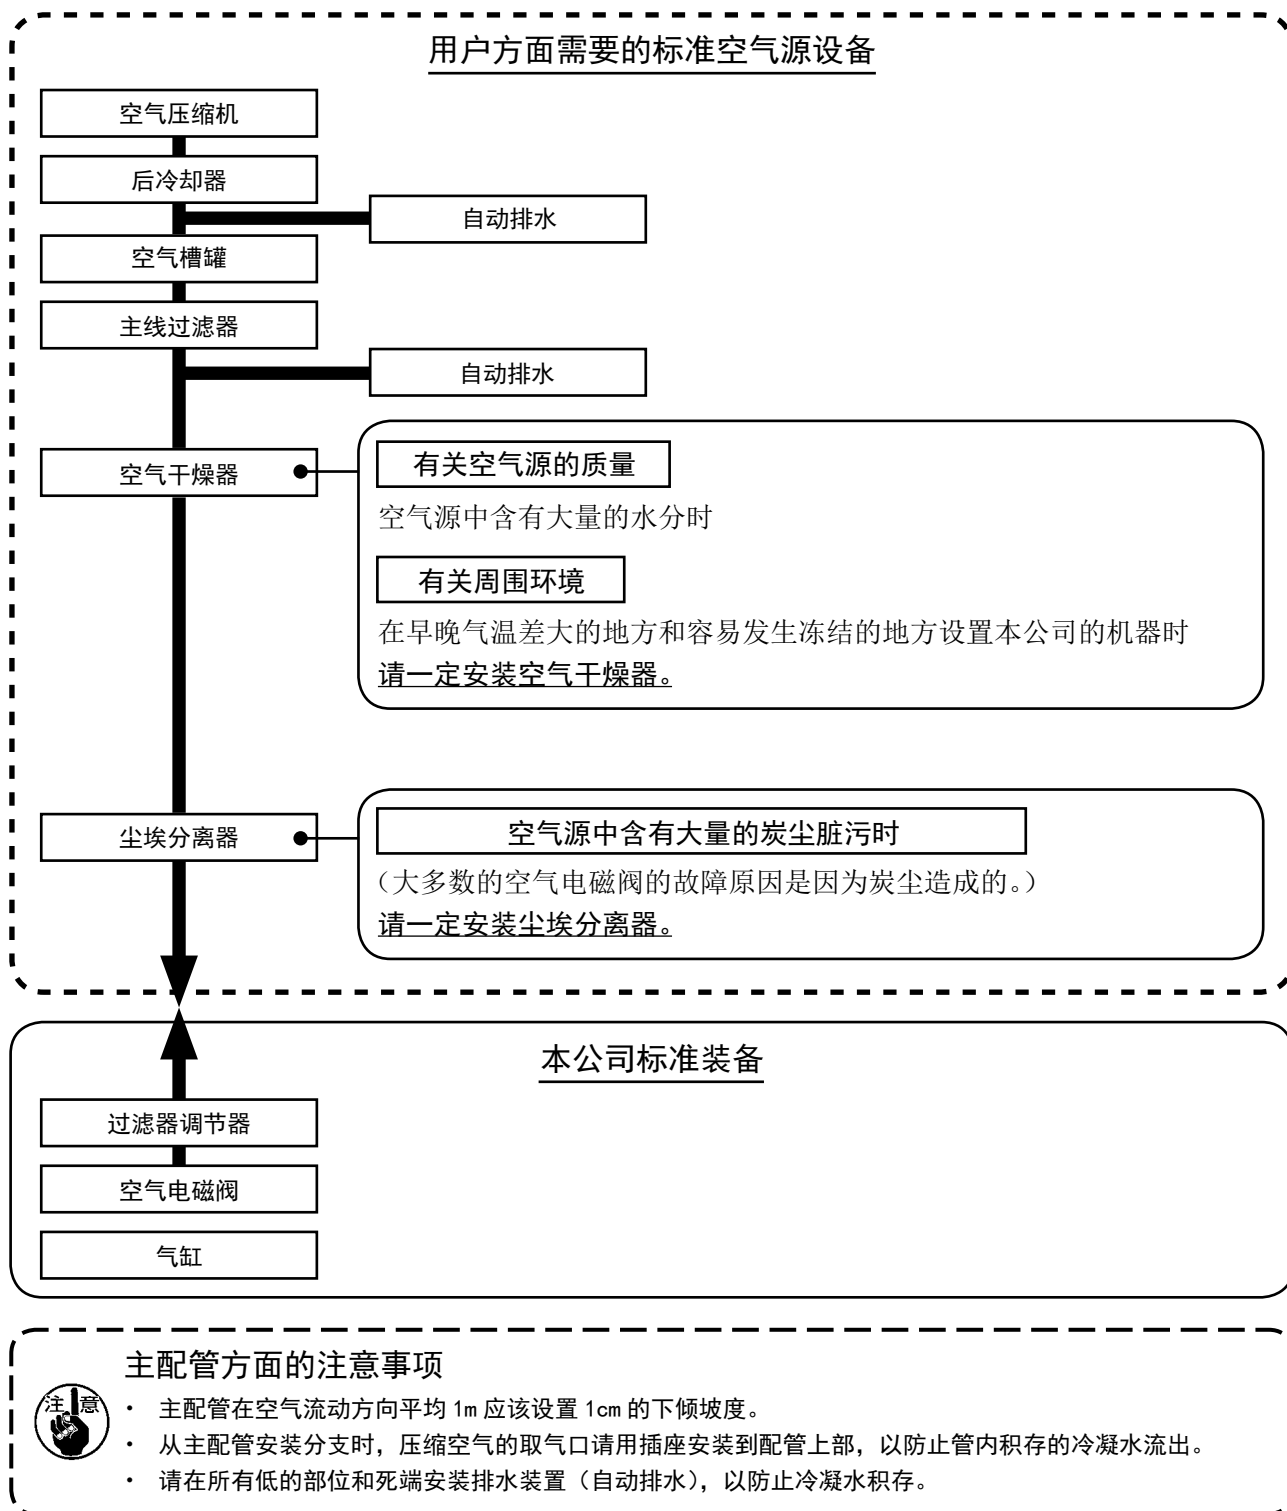 用户方面需要的标准空气源设备
空气压缩机
后冷却器
自动排水
空气槽罐
主线过滤器
自动排水
空气干燥器
有关空气源的质量
空气源中含有大量的水分时
有关周围环境
在早晚气温差大的地方和容易发生冻结的地方设置本公司的机器时
请一定安装空气干燥器。
尘埃分离器
空气源中含有大量的炭尘脏污时
（大多数的空气电磁阀的故障原因是因为炭尘造成的。）
请一定安装尘埃分离器。
本公司标准装备
过滤器调节器
空气电磁阀
气缸
主配管方面的注意事项
注意
・ 主配管在空气流动方向平均 1m 应该设置 1cm 的下倾坡度。
・ 从主配管安装分支时，压缩空气的取气口请用插座安装到配管上部，以防止管内积存的冷凝水流出。
・ 请在所有低的部位和死端安装排水装置（自动排水），以防止冷凝水积存。